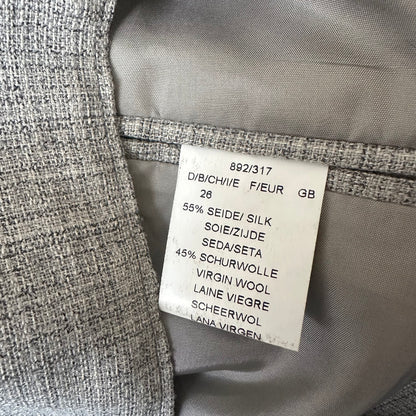 892/317
D/B/CH/I/E F/EUR GB
26
55% SEIDE/ SILK
SOIE/ZIJDE
SEDA/SETA
45% SCHURWOLLE
VIRGIN WOOL
LAINE VIEGRE
SCHEERWOL
LANA VIRGEN